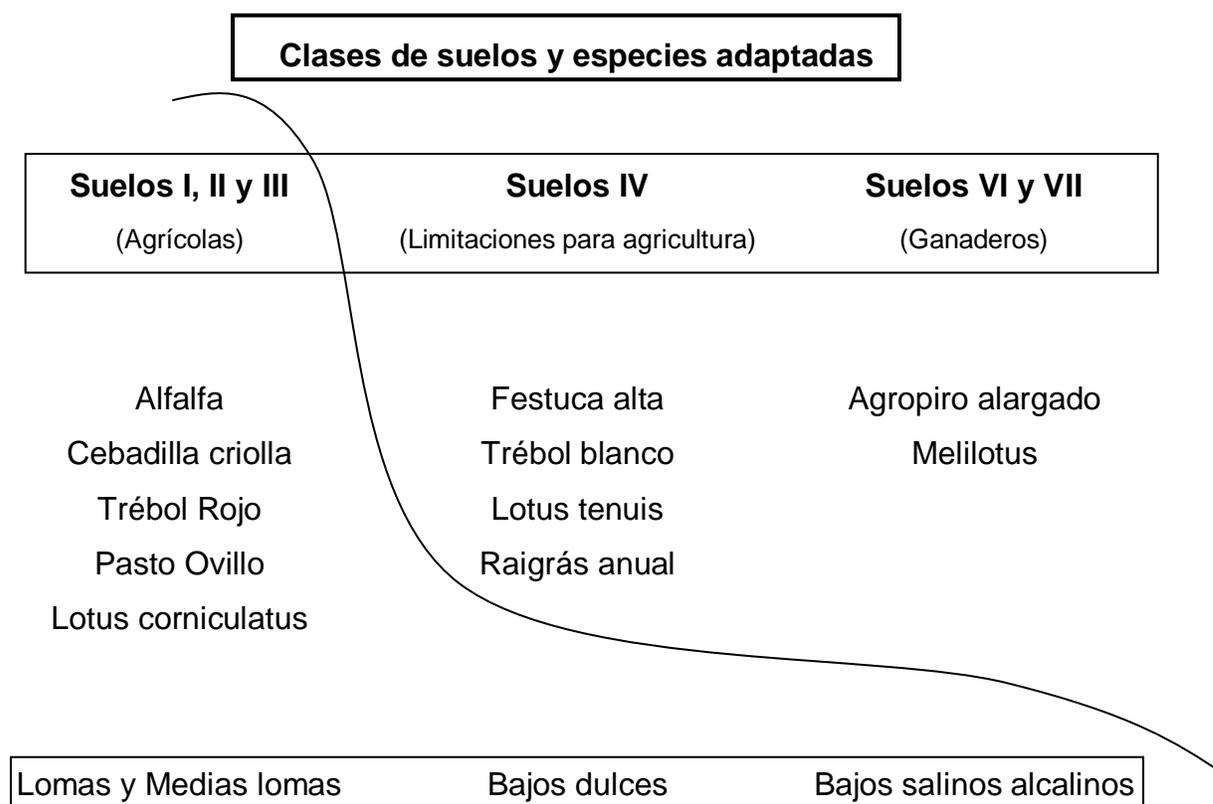 Clases de suelos y especies adaptadas
Suelos I, II y III
Suelos IV
Suelos VI y VII
(Agrícolas)
(Limitaciones para agricultura)
(Ganaderos)
Alfalfa
Festuca alta
Agropiro alargado
Cebadilla criolla
Trébol blanco
Melilotus
Trébol Rojo
Lotus tenuis
Pasto Ovillo
Raigrás anual
Lotus corniculatus
Lomas y Medias lomas
Bajos dulces
Bajos salinos alcalinos